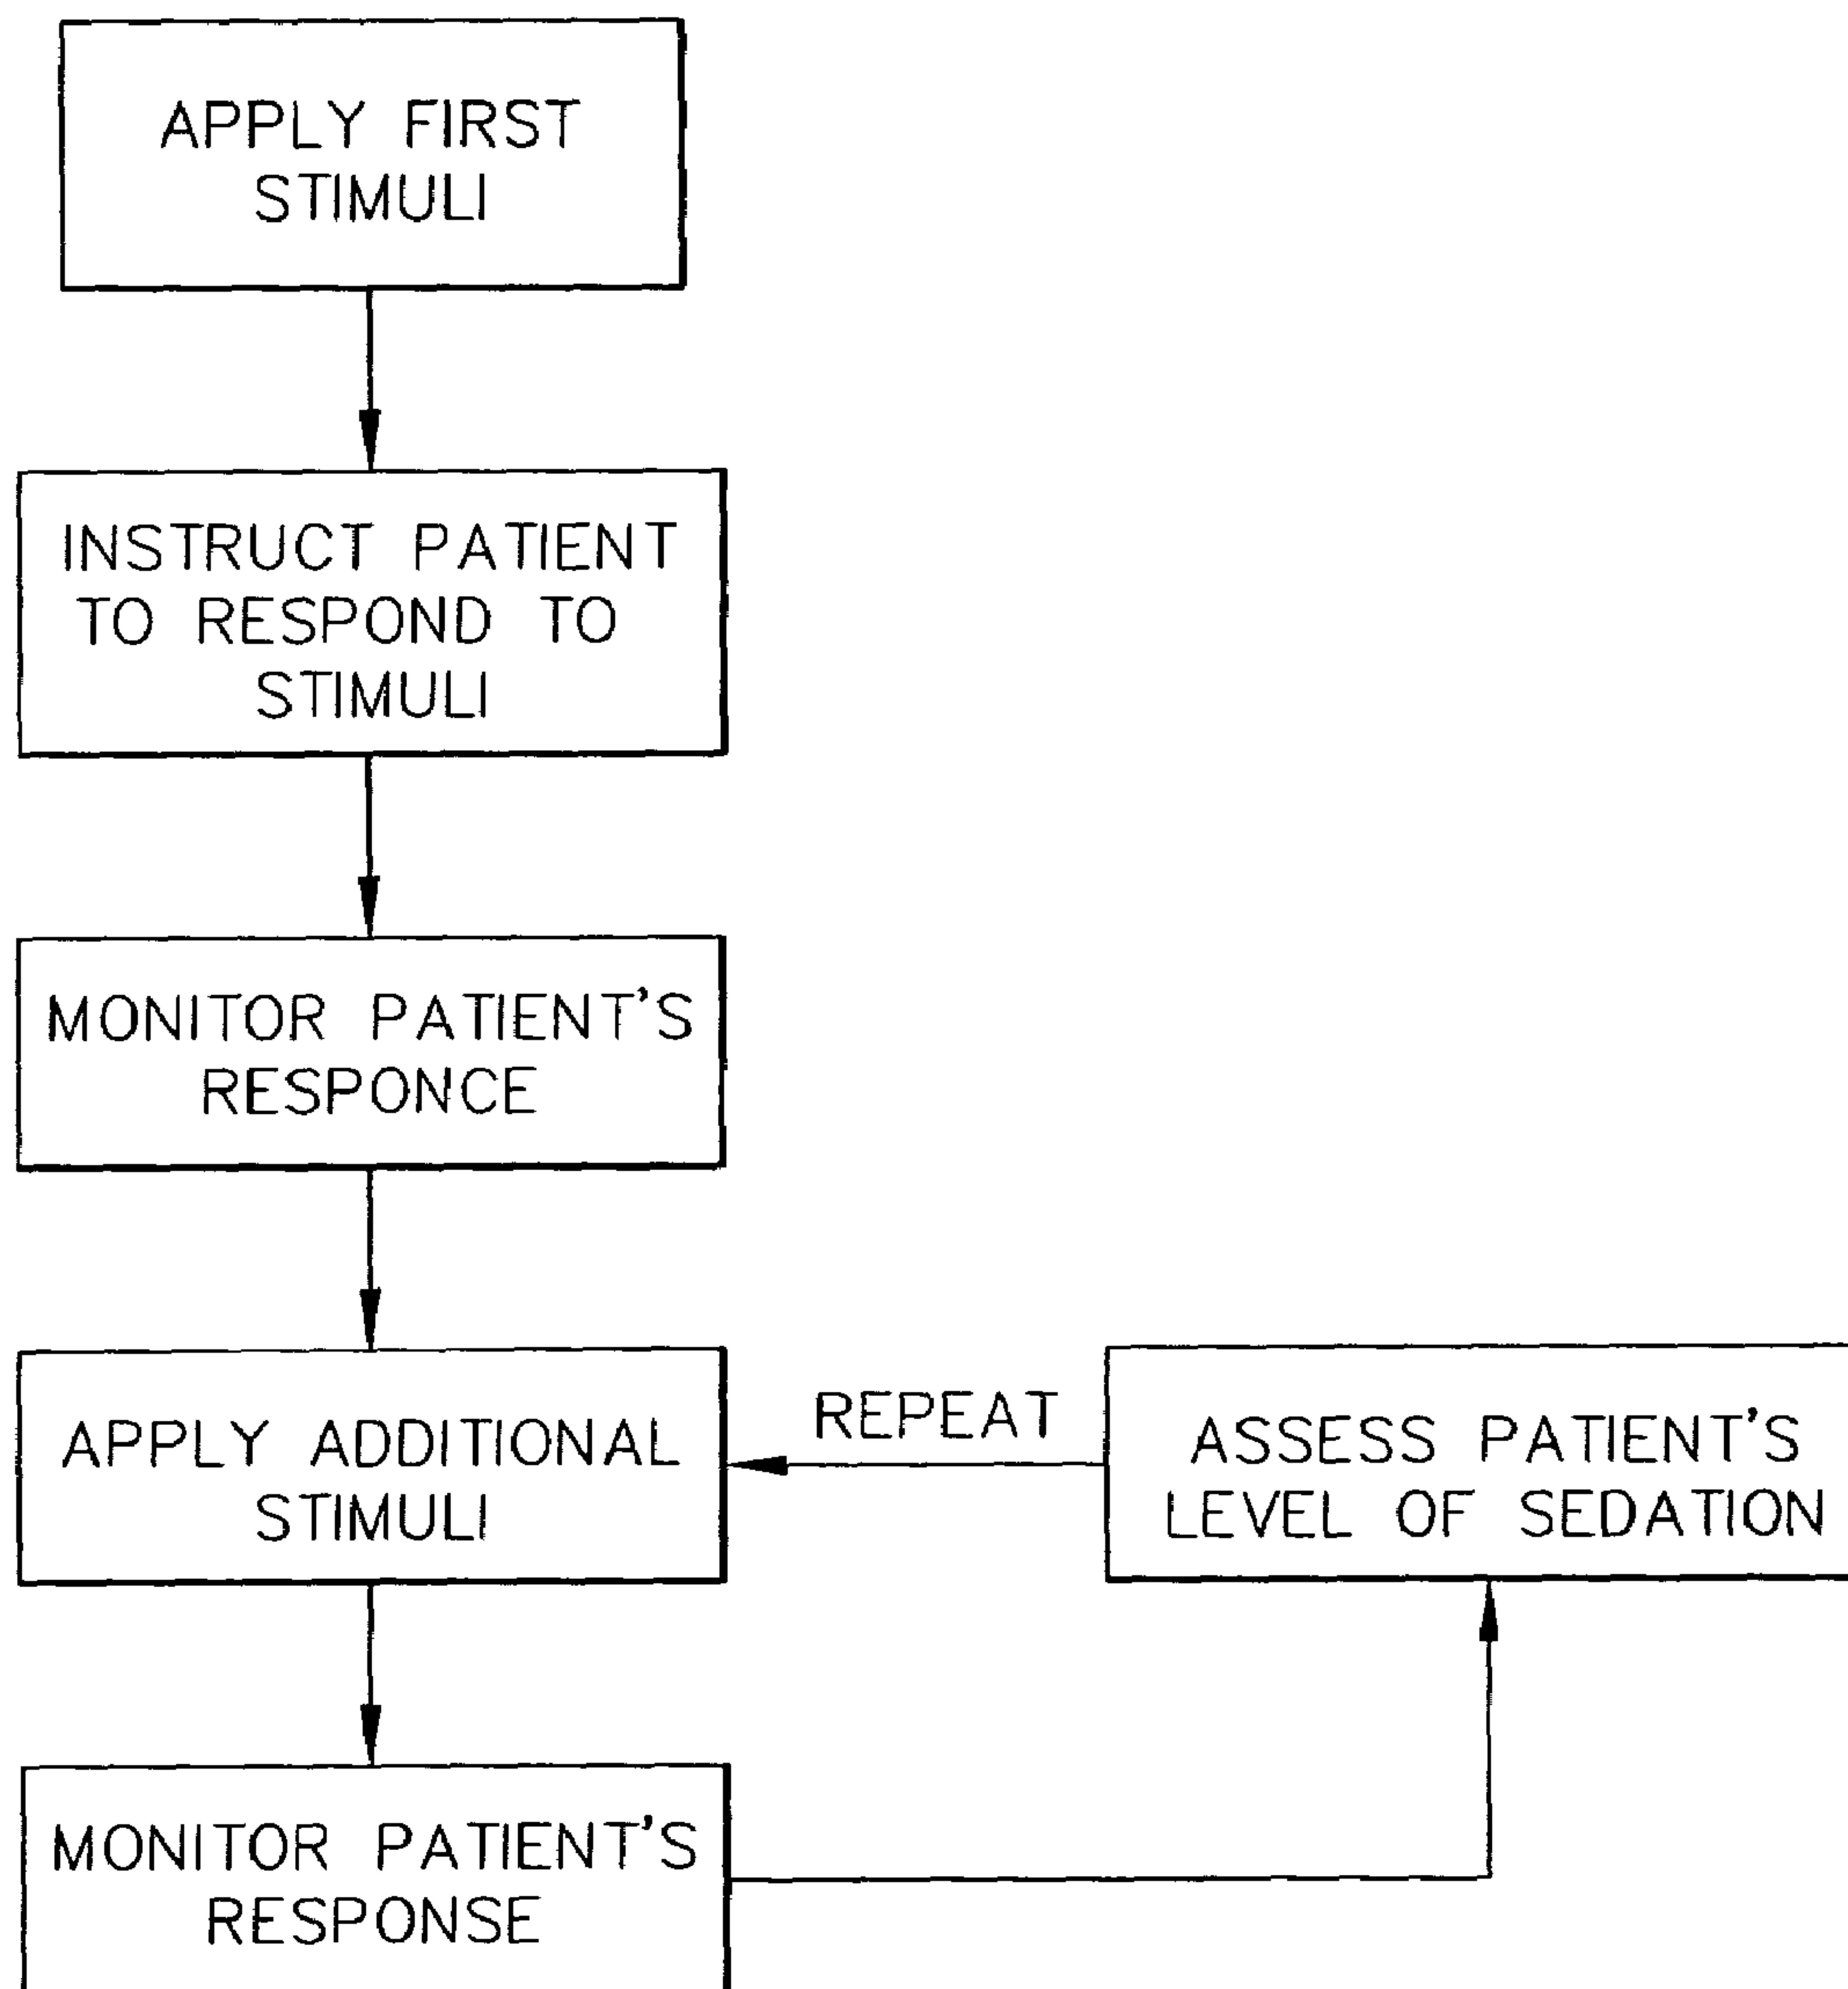 APPLY FIRST
STIMULI
INSTRUCT PATIENT
TO RESPOND TO
STIMULI
MONITOR PATIENT'S
RESPONCE
APPLY ADDITIONAL
STIMULI
REPEAT
ASSESS PATIENT'S
LEVEL OF SEDATION
MONITOR PATIENT'S
RESPONSE